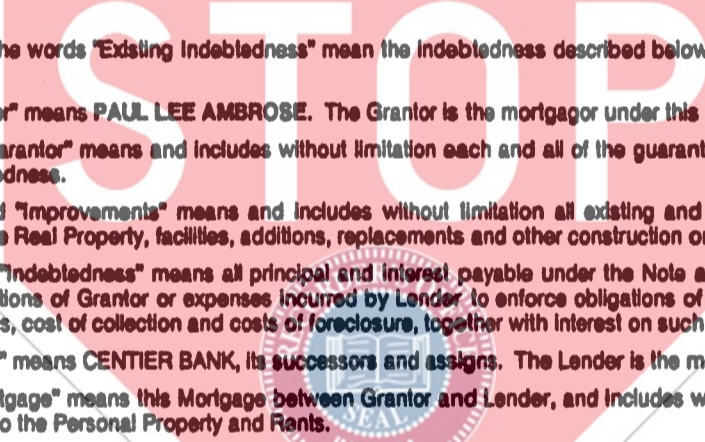 STOP
he words "Existing Indebtedness" mean the indebtedness described below
r" means PAUL LEE AMBROSE. The Grantor is the mortgagor under this
arantor" means and includes without limitation each and all of the guarant
dness.
"Improvements" means and includes without limitation all existing and
Real Property, facilities, additions, replacements and other construction o
"Indebtedness" means all principal and interest payable under the Note a
tions of Grantor or expenses incurred by Lender to enforce obligations of
s, cost of collection and costs of foreclosure, together with interest on such
" means CENTIER BANK, its successors and assigns. The Lender is the m
tgage" means this Mortgage between Grantor and Lender, and includes w
o the Personal Property and Rents.
SEAL